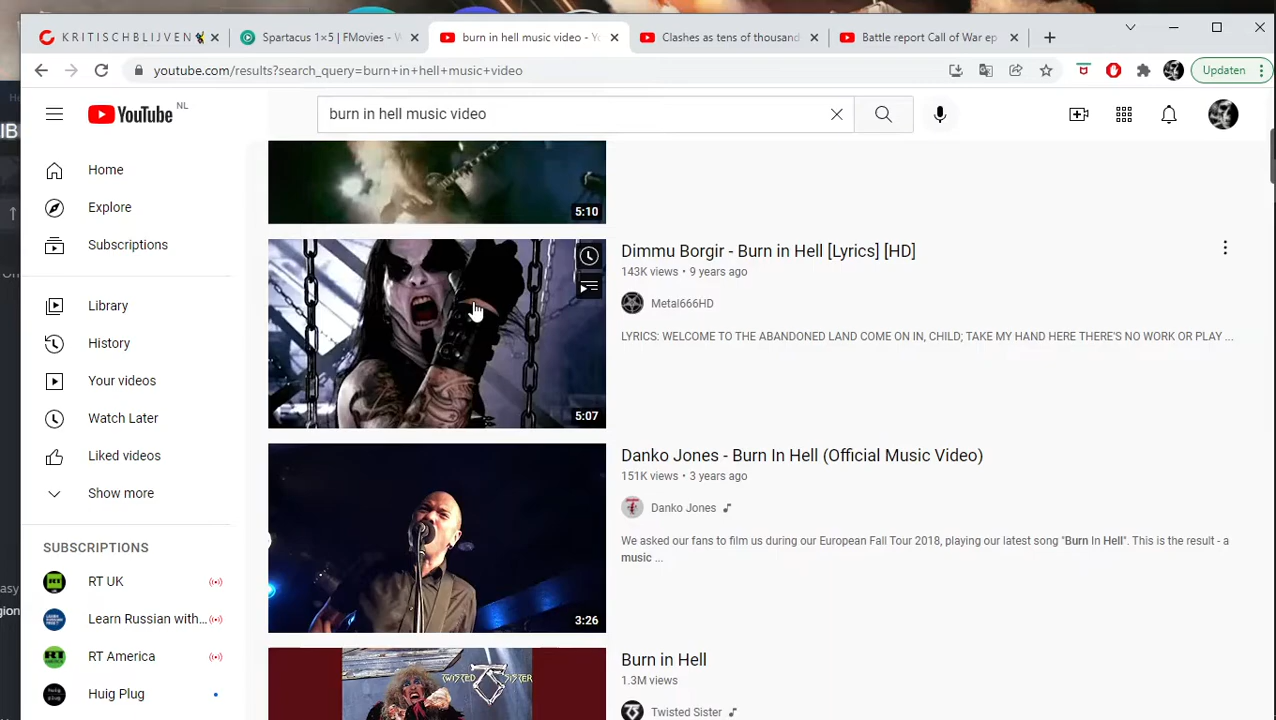 K R I T I S C H B L I J V E N
Spartacus 1×5 | FMovies - W
burn in hell music video - Yo
Clashes as tens of thousand
Battle report Call of War ep
youtube.com/results?search_query=burn+in+hell+music+video
Updaten
YouTube NL
burn in hell music video
Home
Explore
Subscriptions
Library
History
Your videos
Watch Later
Liked videos
Show more
SUBSCRIPTIONS
RT UK
Learn Russian with...
RT America
Huig Plug
5:10
Dimmu Borgir - Burn in Hell [Lyrics] [HD]
143K views • 9 years ago
Metal666HD
LYRICS: WELCOME TO THE ABANDONED LAND COME ON IN, CHILD; TAKE MY HAND HERE THERE'S NO WORK OR PLAY ...
5:07
Danko Jones - Burn In Hell (Official Music Video)
151K views • 3 years ago
Danko Jones
We asked our fans to film us during our European Fall Tour 2018, playing our latest song "Burn In Hell". This is the result - a
music ...
3:26
Burn in Hell
1.3M views
Twisted Sister
TWISTED SISTER